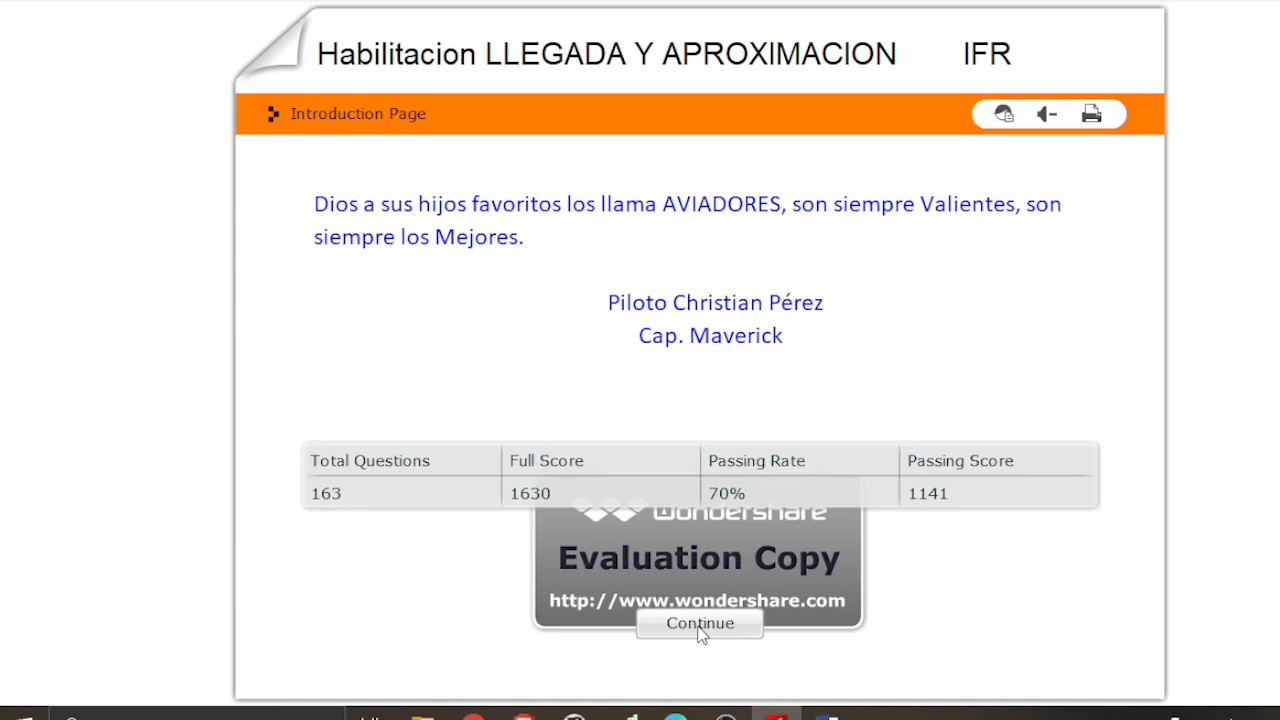 Habilitacion LLEGADA Y APROXIMACION IFR
Introduction Page
Dios a sus hijos favoritos los llama AVIADORES, son siempre Valientes, son
siempre los Mejores.
Piloto Christian Pérez
Cap. Maverick
Total Questions Full Score Passing Rate Passing Score
163 1630 70% 1141
wondershare
Evaluation Copy
http://www.wondershare.com
Continue